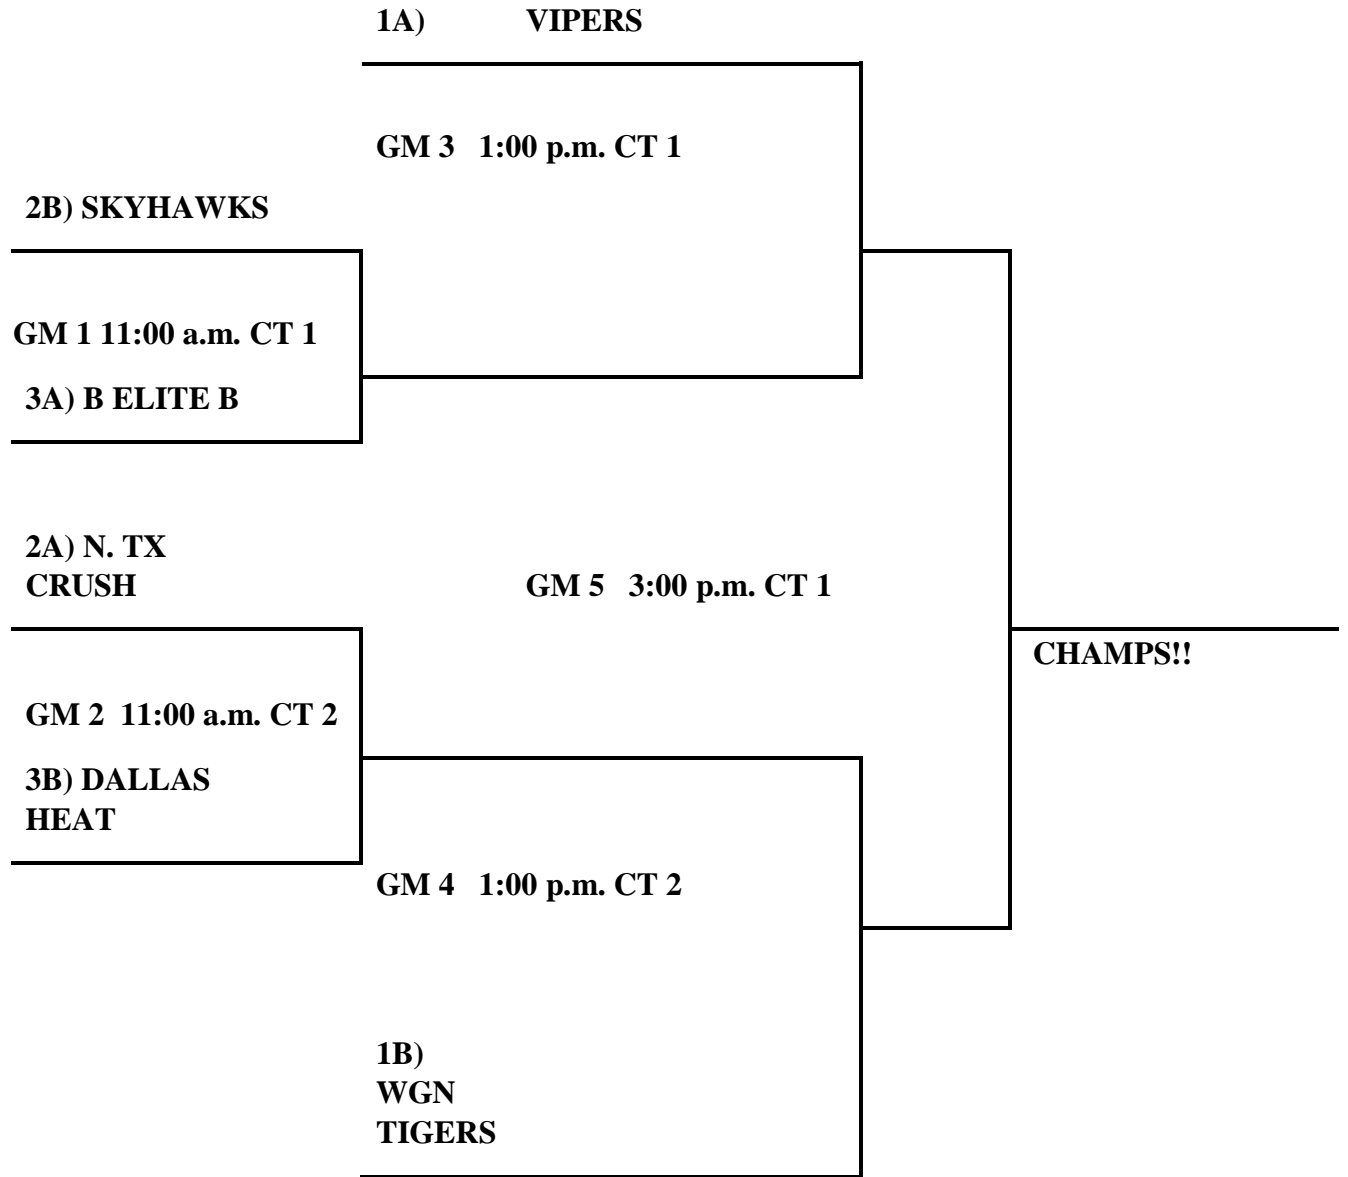 1A) VIPERS
GM 3 1:00 p.m. CT 1
2B) SKYHAWKS
GM 1 11:00 a.m. CT 1
3A) B ELITE B
2A) N. TX
CRUSH
GM 5 3:00 p.m. CT 1
CHAMPS!!
GM 2 11:00 a.m. CT 2
3B) DALLAS
HEAT
GM 4 1:00 p.m. CT 2
1B)
WGN
TIGERS